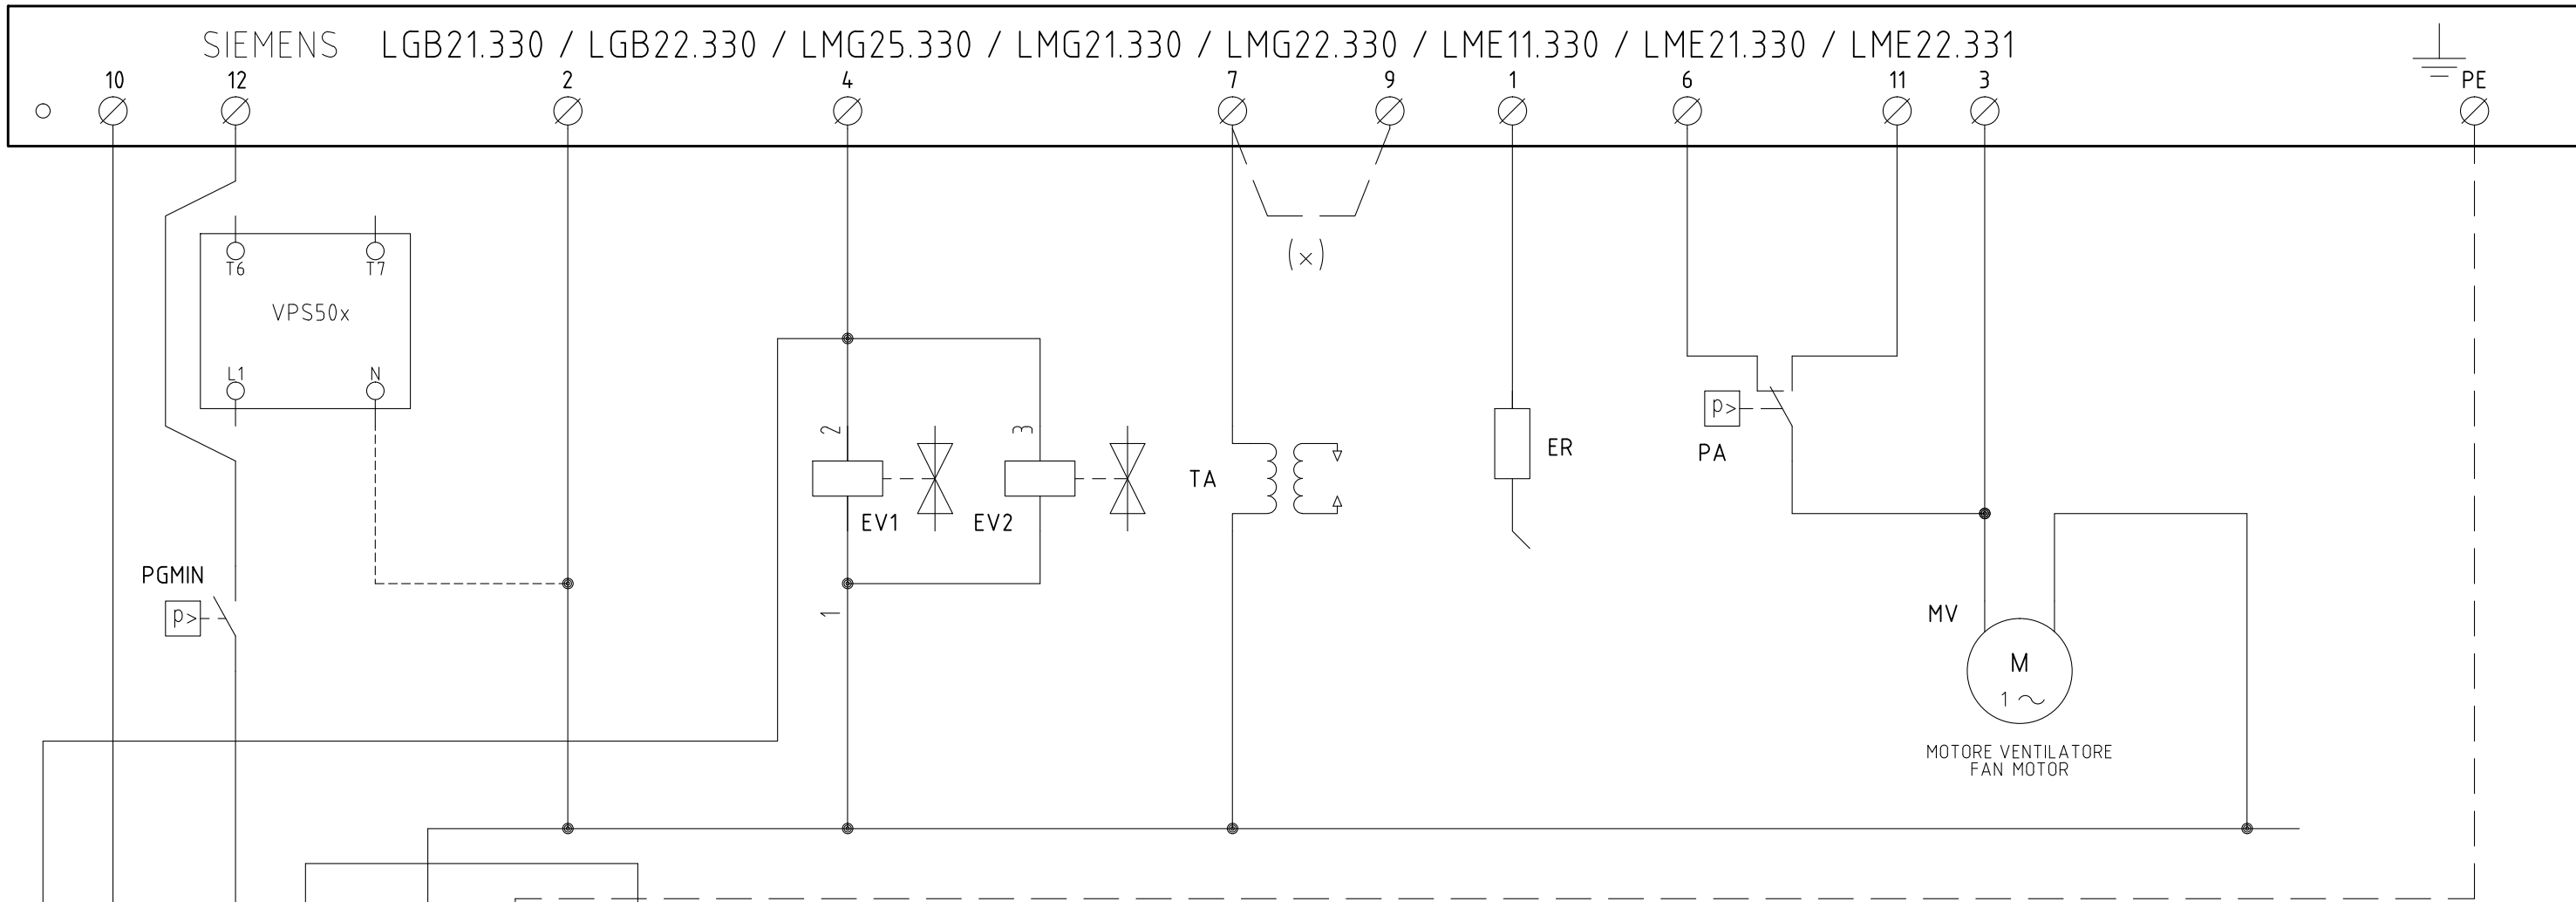 SIEMENS LGB21.330 / LGB22.330 / LMG25.330 / LMG21.330 / LMG22.330 / LME11.330 / LME21.330 / LME22.331
10 12 2 4 7 9 1 6 11 3 PE
(x)
T6 T7
VPS50x
L1 N
2 3
p>
PA
ER
TA
EV1 EV2
PGMIN
p>
1
MV
M
1 ~
MOTORE VENTILATORE
FAN MOTOR